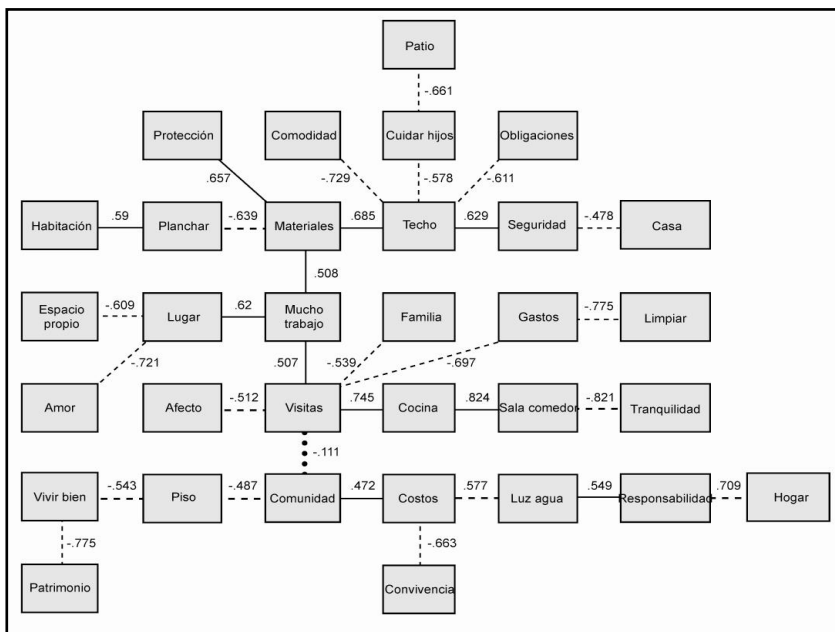 Patio
-.661
Protección
Comodidad
Cuidar hijos
Obligaciones
.657
-.729
-.578
-.611
Habitación
.59
Planchar
-.639
Materiales
.685
Techo
.629
Seguridad
-.478
Casa
.508
Espacio
propio
-.609
Lugar
.62
Mucho
trabajo
Familia
Gastos
-.775
Limpiar
-.721
.507
-.539
-.697
Amor
Afecto
-.512
Visitas
.745
Cocina
.824
Sala comedor
-.821
Tranquilidad
-.111
Vivir bien
-.543
Piso
-.487
Comunidad
.472
Costos
.577
Luz agua
.549
Responsabilidad
.709
Hogar
-.775
-.663
Patrimonio
Convivencia